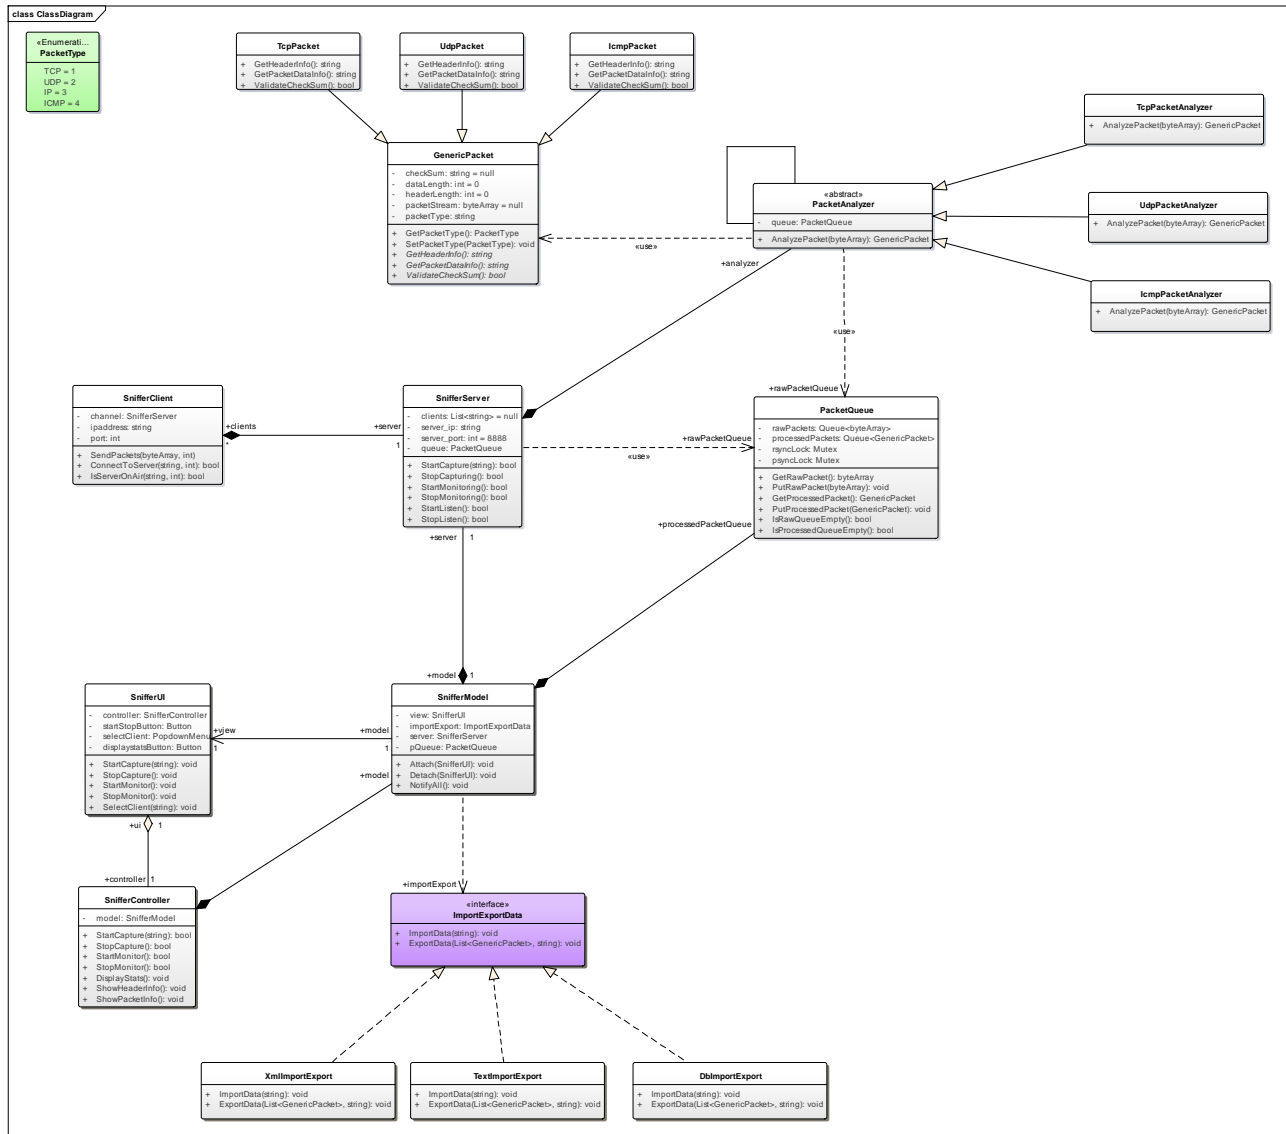 class ClassDiagram
«Enumerati...
PacketType
TCP = 1
UDP = 2
IP = 3
ICMP = 4
TcpPacket
+ GetHeaderInfo(): string
+ GetPacketDataInfo(): string
+ ValidateCheckSum(): bool
UdpPacket
+ GetHeaderInfo(): string
+ GetPacketDataInfo(): string
+ ValidateCheckSum(): bool
IcmpPacket
+ GetHeaderInfo(): string
+ GetPacketDataInfo(): string
+ ValidateCheckSum(): bool
GenericPacket
- checkSum: string = null
- dataLength: int = 0
- headerLength: int = 0
- packetStream: byteArray = null
- packetType: string
+ GetPacketType(): PacketType
+ SetPacketType(PacketType): void
+ GetHeaderInfo(): string
+ GetPacketDataInfo(): string
+ ValidateCheckSum(): bool
«abstract»
PacketAnalyzer
- queue: PacketQueue
+ AnalyzePacket(byteArray): GenericPacket
TcpPacketAnalyzer
+ AnalyzePacket(byteArray): GenericPacket
UdpPacketAnalyzer
+ AnalyzePacket(byteArray): GenericPacket
IcmpPacketAnalyzer
+ AnalyzePacket(byteArray): GenericPacket
«use»
+analyzer
«use»
+rawPacketQueue
SnifferClient
- channel: SnifferServer
- ipaddress: string
- port: int
+ SendPackets(byteArray, int)
+ ConnectToServer(string, int): bool
+ IsServerOnAir(string, int): bool
+clients
*
+server
1
SnifferServer
- clients: List<string> = null
- server_ip: string
- server_port: int = 8888
- queue: PacketQueue
+ StartCapture(string): bool
+ StopCapturing(): bool
+ StartMonitoring(): bool
+ StopMonitoring(): bool
+ StartListen(): bool
+ StopListen(): bool
+rawPacketQueue
«use»
PacketQueue
- rawPackets: Queue<byteArray>
- processedPackets: Queue<GenericPacket>
- rsyncLock: Mutex
- psyncLock: Mutex
+ GetRawPacket(): byteArray
+ PutRawPacket(byteArray): void
+ GetProcessedPacket(): GenericPacket
+ PutProcessedPacket(GenericPacket): void
+ IsRawQueueEmpty(): bool
+ IsProcessedQueueEmpty(): bool
+processedPacketQueue
+server 1
+model 1
SnifferUI
- controller: SnifferController
- startStopButton: Button
- selectClient: PopdownMenu
- displaystatsButton: Button
+ StartCapture(string): void
+ StopCapture(): void
+ StartMonitor(): void
+ StopMonitor(): void
+ SelectClient(string): void
+view
1
+model
1
+model
SnifferModel
- view: SnifferUI
- importExport: ImportExportData
- server: SnifferServer
- pQueue: PacketQueue
+ Attach(SnifferUI): void
+ Detach(SnifferUI): void
+ NotifyAll(): void
+ui 1
+controller 1
SnifferController
- model: SnifferModel
+ StartCapture(string): bool
+ StopCapture(): bool
+ StartMonitor(): bool
+ StopMonitor(): bool
+ DisplayStats(): void
+ ShowHeaderInfo(): void
+ ShowPacketInfo(): void
+importExport
«interface»
ImportExportData
+ ImportData(string): void
+ ExportData(List<GenericPacket>, string): void
XmlImportExport
+ ImportData(string): void
+ ExportData(List<GenericPacket>, string): void
TextImportExport
+ ImportData(string): void
+ ExportData(List<GenericPacket>, string): void
DbImportExport
+ ImportData(string): void
+ ExportData(List<GenericPacket>, string): void